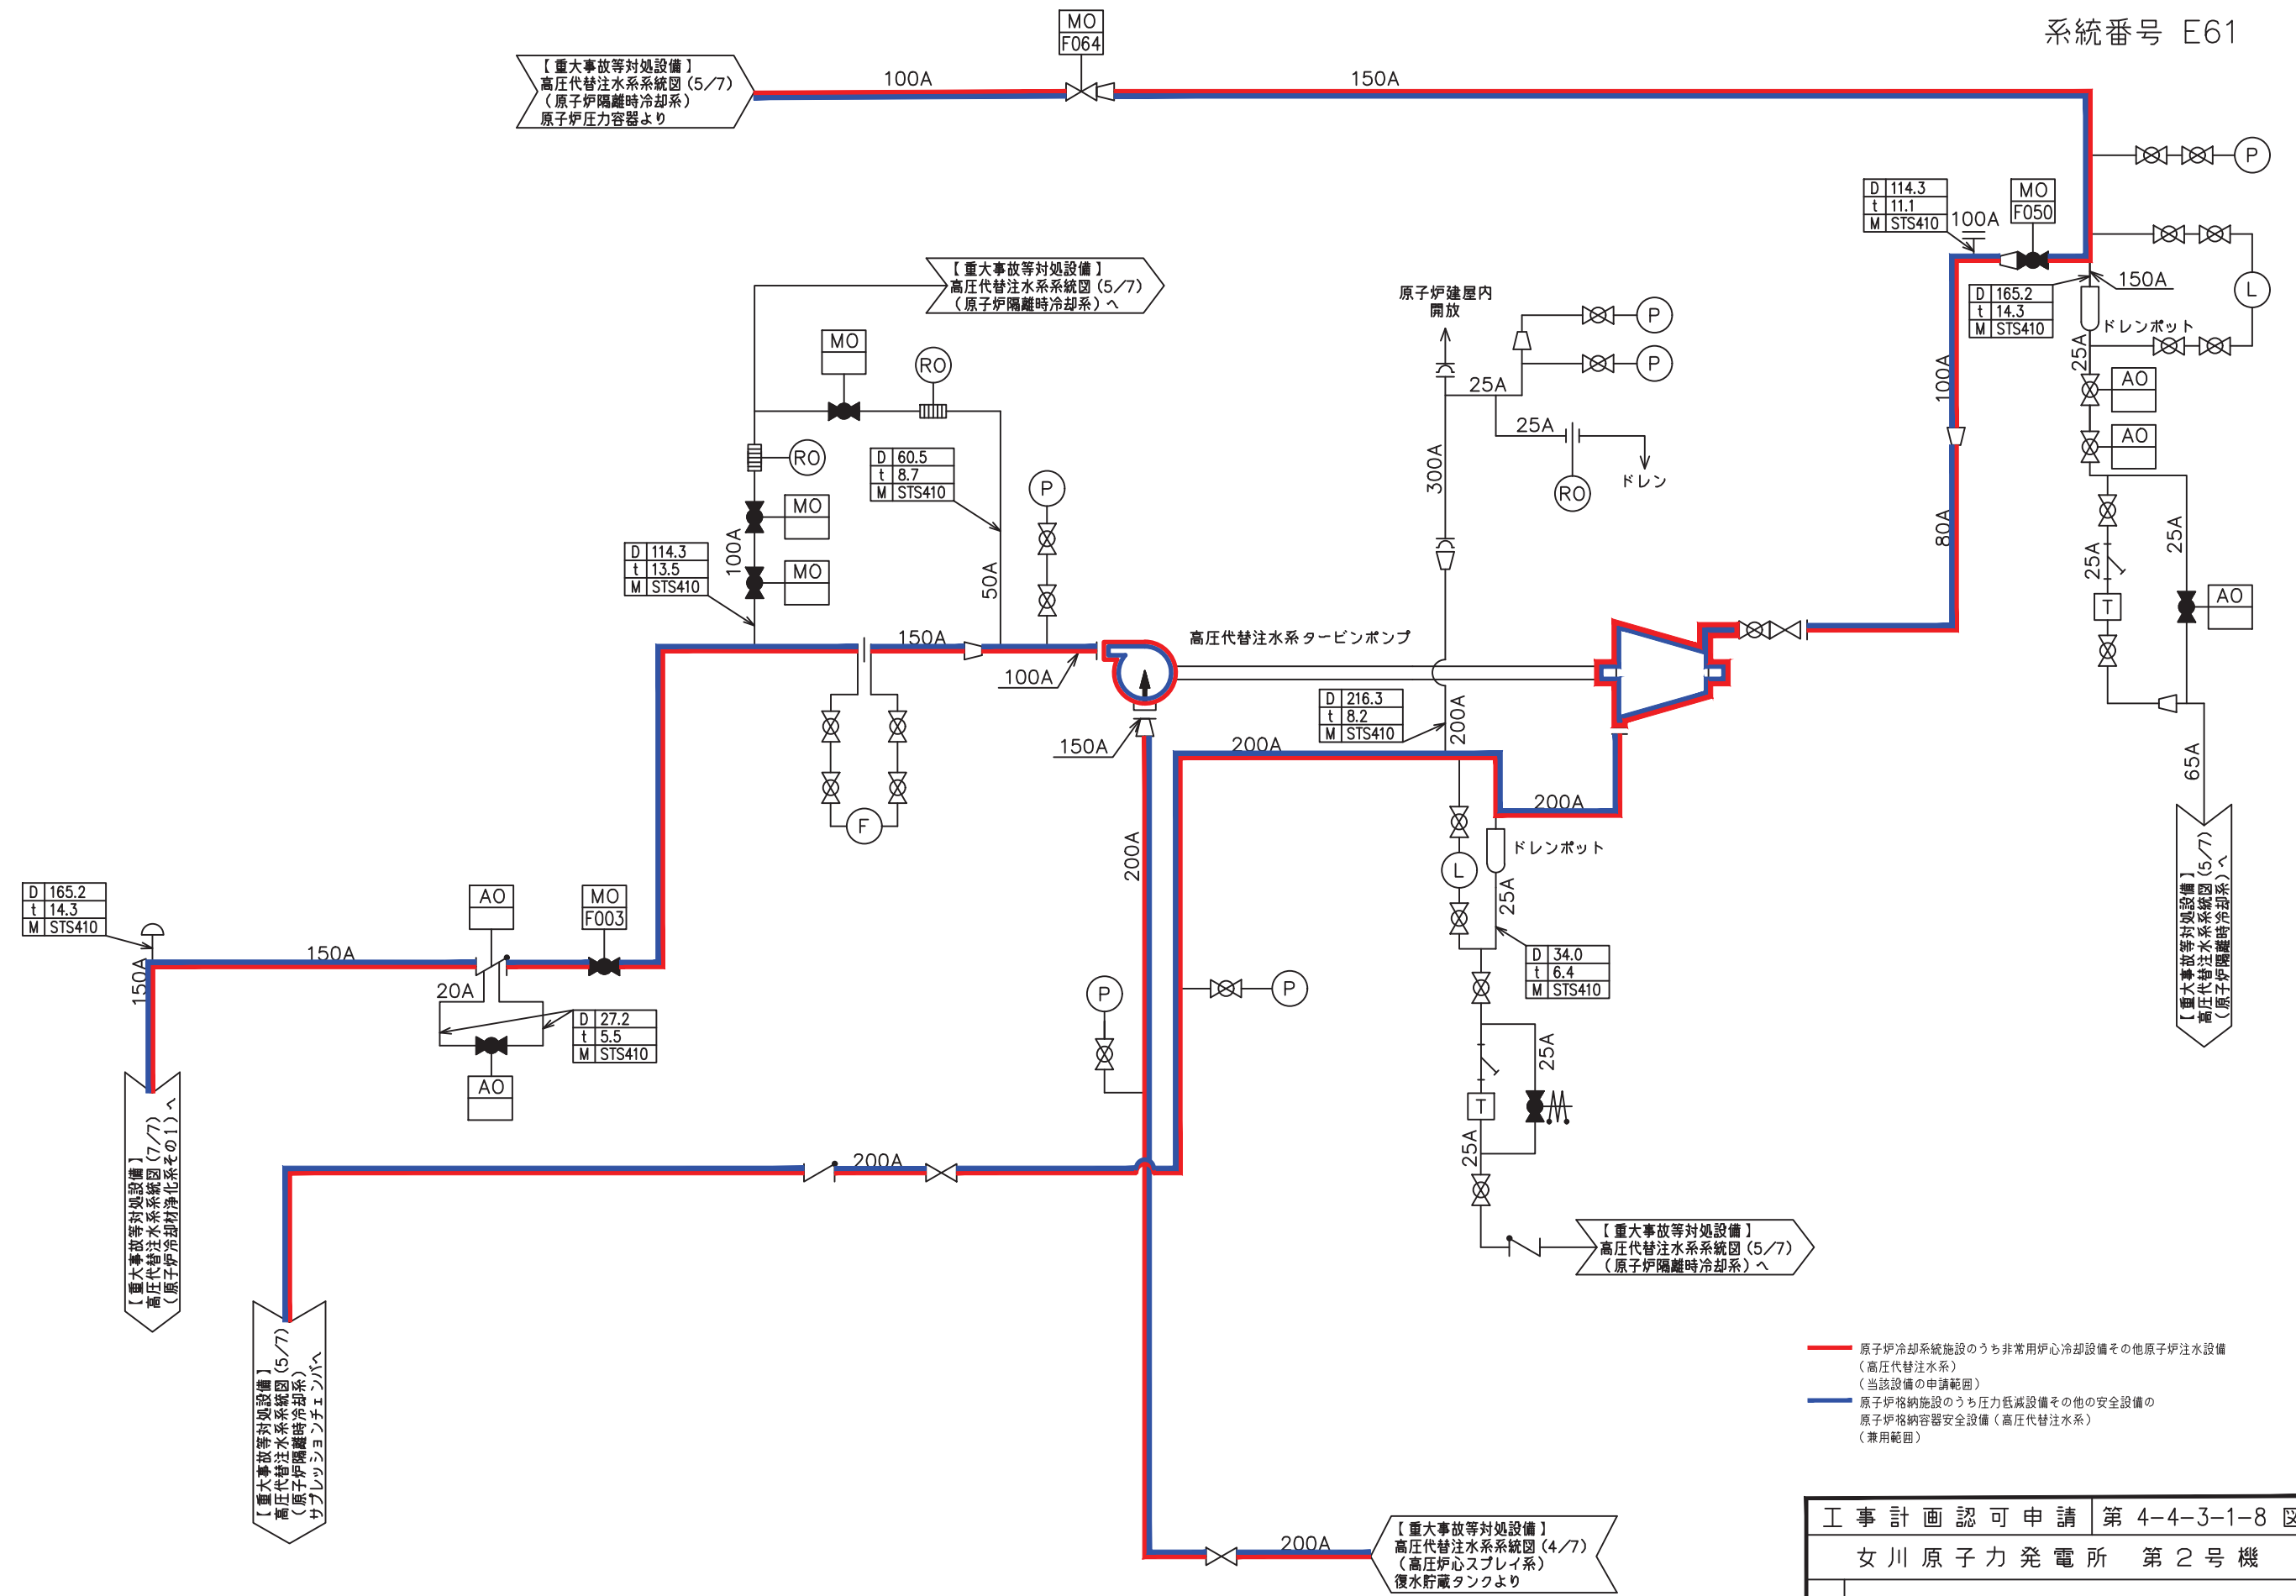 系統番号 E61
MO
F064
【 重大事故等対処設備 】
高圧代替注水系系統図 (5／7)
（原子炉隔離時冷却系）
原子炉圧力容器より
100A
150A
P
D 114.3
t 11.1
M STS410
100A
MO
F050
L
D 165.2
t 14.3
M STS410
150A
ドレンポット
25A
AO
AO
100A
80A
25A
25A
T
AO
65A
【 重大事故等対処設備 】
高圧代替注水系系統図 (5／7)
（原子炉隔離時冷却系）へ
【 重大事故等対処設備 】
高圧代替注水系系統図 (5／7)
（原子炉隔離時冷却系）へ
MO
RO
RO
MO
MO
100A
D 60.5
t 8.7
M STS410
D 114.3
t 13.5
M STS410
50A
P
150A
100A
F
原子炉建屋内
開放
P
P
25A
25A
300A
RO
ドレン
高圧代替注水系タービンポンプ
D 216.3
t 8.2
M STS410
200A
150A
200A
200A
200A
L
ドレンポット
25A
D 34.0
t 6.4
M STS410
25A
T
25A
P
P
D 165.2
t 14.3
M STS410
150A
150A
AO
MO
F003
20A
D 27.2
t 5.5
M STS410
AO
【 重大事故等対処設備 】
高圧代替注水系系統図 (7／7)
（原子炉冷却材浄化系その1）へ
200A
【 重大事故等対処設備 】
高圧代替注水系系統図 (5／7)
（原子炉隔離時冷却系）
サプレッションチェンバへ
【 重大事故等対処設備 】
高圧代替注水系系統図 (5／7)
（原子炉隔離時冷却系）へ
原子炉冷却系統施設のうち非常用炉心冷却設備その他原子炉注水設備
（高圧代替注水系）
（当該設備の申請範囲）
原子炉格納施設のうち圧力低減設備その他の安全設備の
原子炉格納容器安全設備（高圧代替注水系）
（兼用範囲）
200A
【 重大事故等対処設備 】
高圧代替注水系系統図 (4／7)
（高圧炉心スプレイ系）
復水貯蔵タンクより
工事計画認可申請 第 4-4-3-1-8 図
女川原子力発電所 第２号機